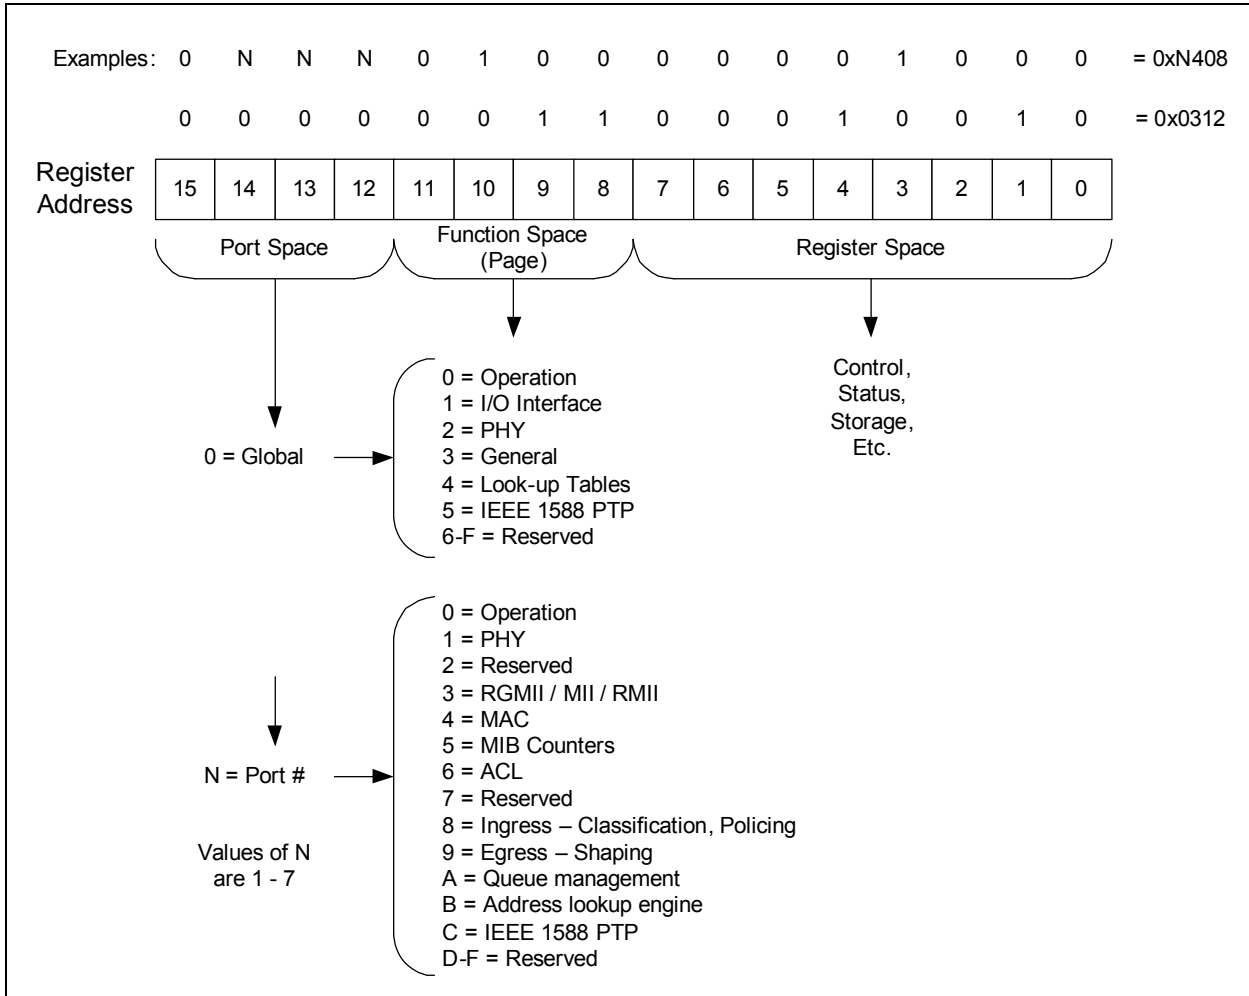 Examples: 0 N N N 0 1 0 0 0 0 0 0 1 0 0 0 = 0xN408
0 0 0 0 0 0 1 1 0 0 0 1 0 0 1 0 = 0x0312
Register
Address
15 14 13 12 11 10 9 8 7 6 5 4 3 2 1 0
Port Space
Function Space
(Page)
Register Space
0 = Global
0 = Operation
1 = I/O Interface
2 = PHY
3 = General
4 = Look-up Tables
5 = IEEE 1588 PTP
6-F = Reserved
Control,
Status,
Storage,
Etc.
N = Port #
Values of N
are 1 - 7
0 = Operation
1 = PHY
2 = Reserved
3 = RGMII / MII / RMII
4 = MAC
5 = MIB Counters
6 = ACL
7 = Reserved
8 = Ingress – Classification, Policing
9 = Egress – Shaping
A = Queue management
B = Address lookup engine
C = IEEE 1588 PTP
D-F = Reserved